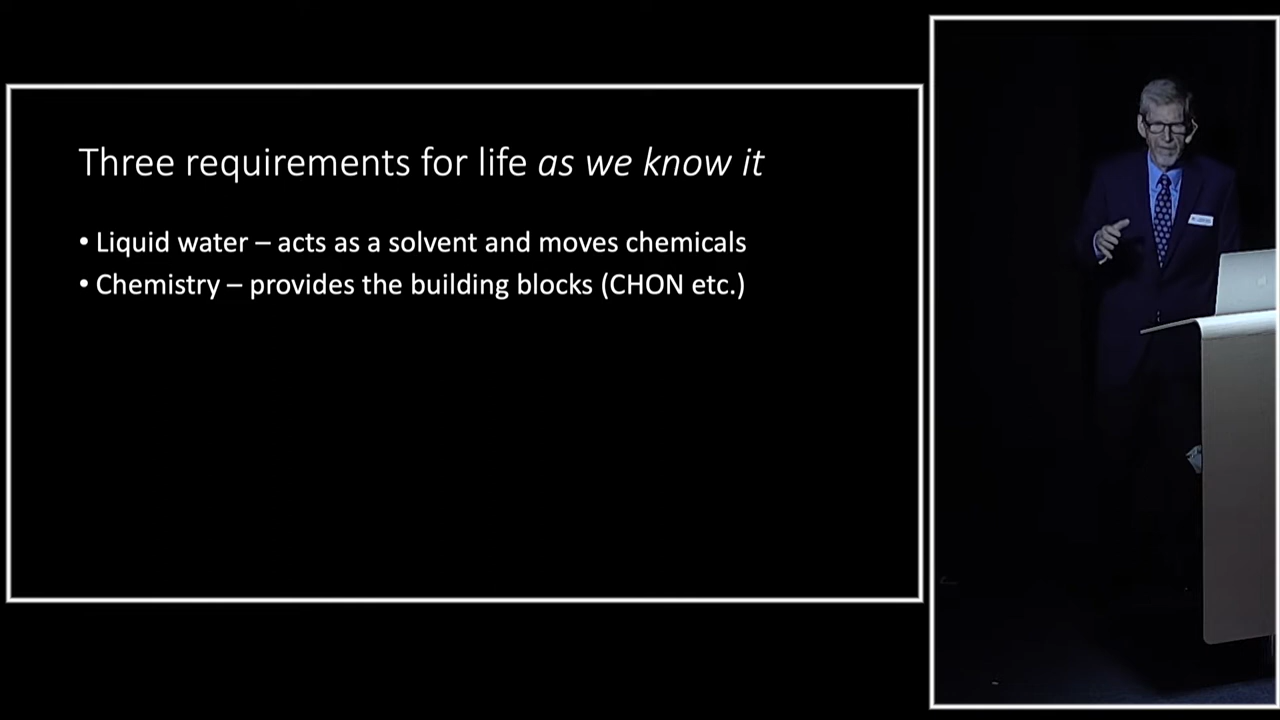 Three requirements for life as we know it
• Liquid water – acts as a solvent and moves chemicals
• Chemistry – provides the building blocks (CHON etc.)